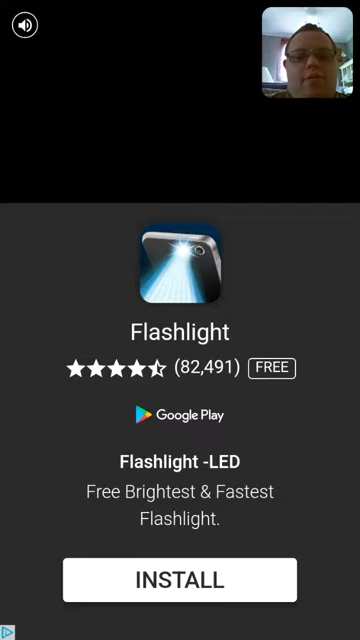 Flashlight
(82,491) FREE
Google Play
Flashlight -LED
Free Brightest & Fastest
Flashlight.
INSTALL